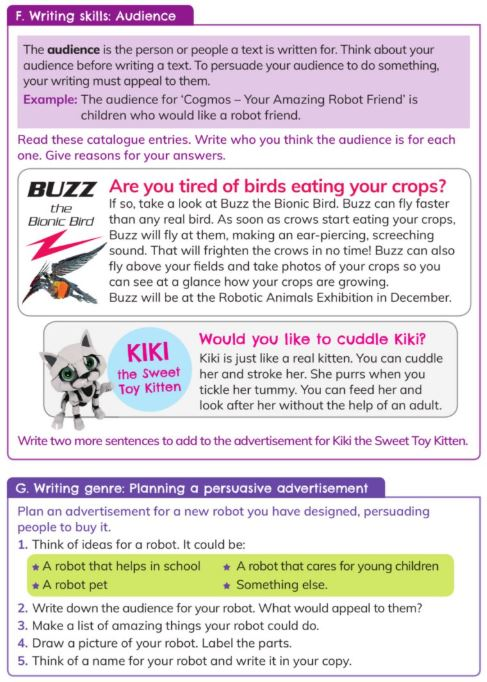 F. Writing skills: Audience
The audience is the person or people a text is written for. Think about your
audience before writing a text. To persuade your audience to do something,
your writing must appeal to them.
Example: The audience for ‘Cogmos – Your Amazing Robot Friend’ is
children who would like a robot friend.
Read these catalogue entries. Write who you think the audience is for each
one. Give reasons for your answers.
BUZZ
the
Bionic Bird
Are you tired of birds eating your crops?
If so, take a look at Buzz the Bionic Bird. Buzz can fly faster
than any real bird. As soon as crows start eating your crops,
Buzz will fly at them, making an ear-piercing, screeching
sound. That will frighten the crows in no time! Buzz can also
fly above your fields and take photos of your crops so you
can see at a glance how your crops are growing.
Buzz will be at the Robotic Animals Exhibition in December.
KIKI
the Sweet
Toy Kitten
Would you like to cuddle Kiki?
Kiki is just like a real kitten. You can cuddle
her and stroke her. She purrs when you
tickle her tummy. You can feed her and
look after her without the help of an adult.
Write two more sentences to add to the advertisement for Kiki the Sweet Toy Kitten.
G. Writing genre: Planning a persuasive advertisement
Plan an advertisement for a new robot you have designed, persuading
people to buy it.
1. Think of ideas for a robot. It could be:
★ A robot that helps in school ★ A robot that cares for young children
★ A robot pet ★ Something else.
2. Write down the audience for your robot. What would appeal to them?
3. Make a list of amazing things your robot could do.
4. Draw a picture of your robot. Label the parts.
5. Think of a name for your robot and write it in your copy.